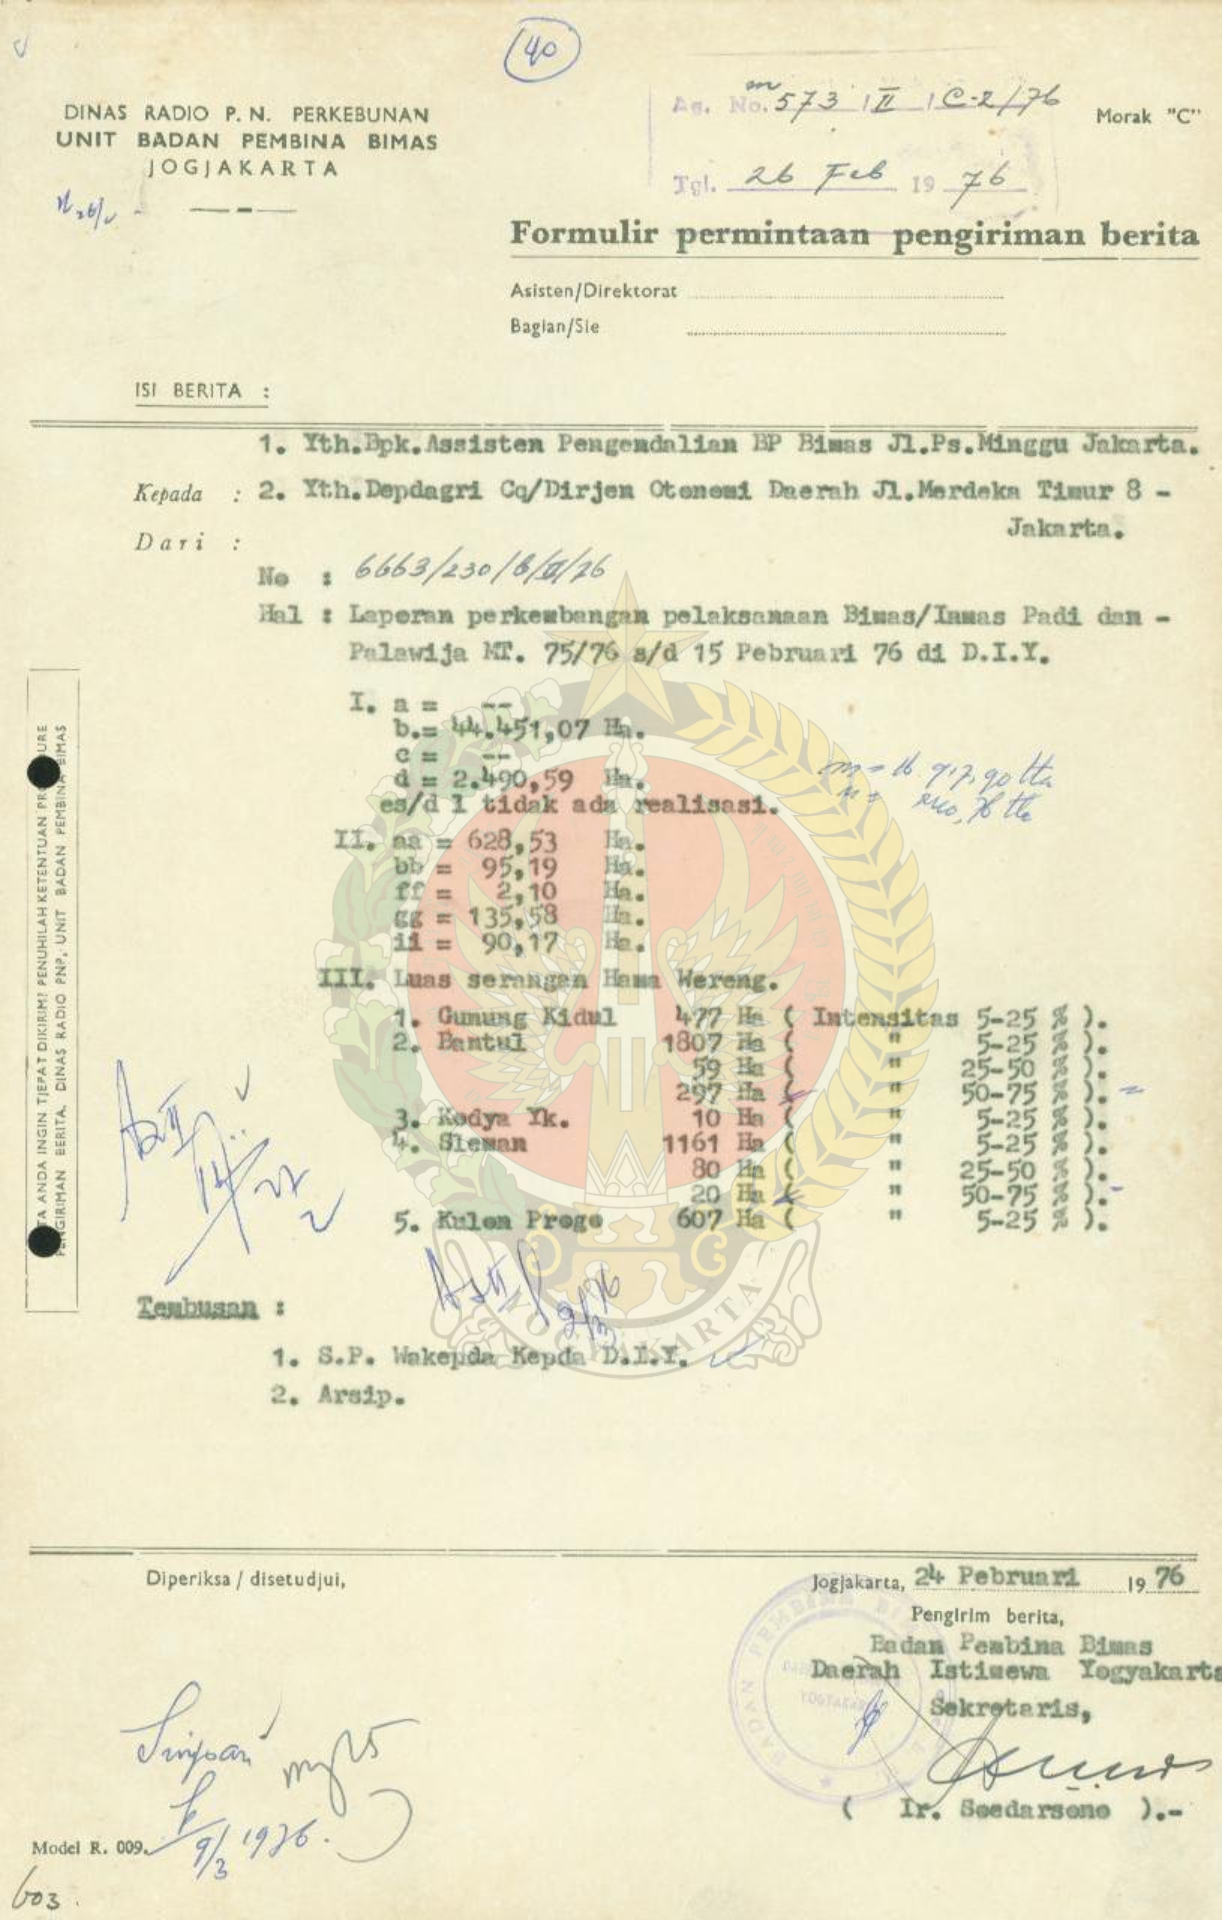 40
DINAS RADIO P. N. PERKEBUNAN
UNIT BADAN PEMBINA BIMAS
JOGJAKARTA
Ag. No. 573 / II / C-2/76
Morak "C"
Tgl. 26 Feb 19 76
Formulir permintaan pengiriman berita
Asisten/Direktorat
Bagian/Sie
ISI BERITA :
1. Yth.Bpk.Assisten Pengendalian BP Bimas Jl.Ps.Minggu Jakarta.
Kepada : 2. Yth.Depdagri Cq/Dirjen Otonomi Daerah Jl.Merdeka Timur 8 -
Jakarta.
Dari :
No : 6663/230/B/II/76
Hal : Laporan perkembangan pelaksanaan Bimas/Inmas Padi dan -
Palawija MT. 75/76 s/d 15 Pebruari 76 di D.I.Y.
I. a = --
b.= 44.451,07 Ha.
c = --
d = 2.490,59 Ha.
es/d l tidak ada realisasi.
II. aa = 628,53 Ha.
bb = 95,19 Ha.
ff = 2,10 Ha.
gg = 135,58 Ha.
ii = 90,17 Ha.
III. Luas serangan Hama Wereng.
1. Gunung Kidul 477 Ha ( Intensitas 5-25 % ).
2. Bantul 1807 Ha ( " 5-25 % ).
59 Ha ( " 25-50 % ).
297 Ha ( " 50-75 % ).
3. Kodya Yk. 10 Ha ( " 5-25 % ).
4. Sleman 1161 Ha ( " 5-25 % ).
80 Ha ( " 25-50 % ).
20 Ha ( " 50-75 % ).
5. Kulon Progo 607 Ha ( " 5-25 % ).
Tembusan :
1. S.P. Wakepda Kepda D.I.Y.
2. Arsip.
YOGYAKARTA
PENGIRIMAN BERITA. DINAS RADIO PNP. UNIT BADAN PEMBINA BIMAS
Diperiksa / disetudjui,
Jogjakarta, 24 Pebruari 19 76
Pengirim berita,
Badan Pembina Bimas
Daerah Istimewa Yogyakarta
Sekretaris,
( Ir. Soedarsono ).-
Simpan
9/3 1976.
Model R. 009.
603.